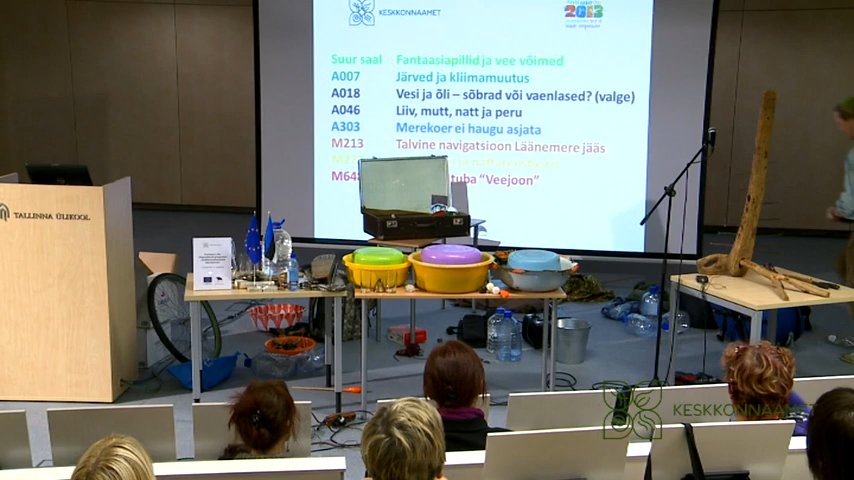 KESKKONNAAMET
2013
Suur saal Fantaasiapillid ja vee võimed
A007 Järved ja kliimamuutus
A018 Vesi ja õli – sõbrad või vaenlased? (valge)
A046 Liiv, mutt, natt ja peru
A303 Merekoer ei haugu asjata
M213 Talvine navigatsioon Läänemere jääs
M648 tuba "Veejoon"
TALLINNA ÜLIKOOL
KESKKONNAAMET